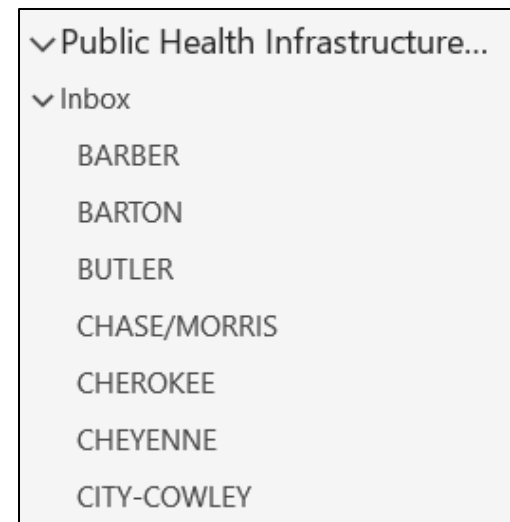 Public Health Infrastructure...
Inbox
BARBER
BARTON
BUTLER
CHASE/MORRIS
CHEROKEE
CHEYENNE
CITY-COWLEY